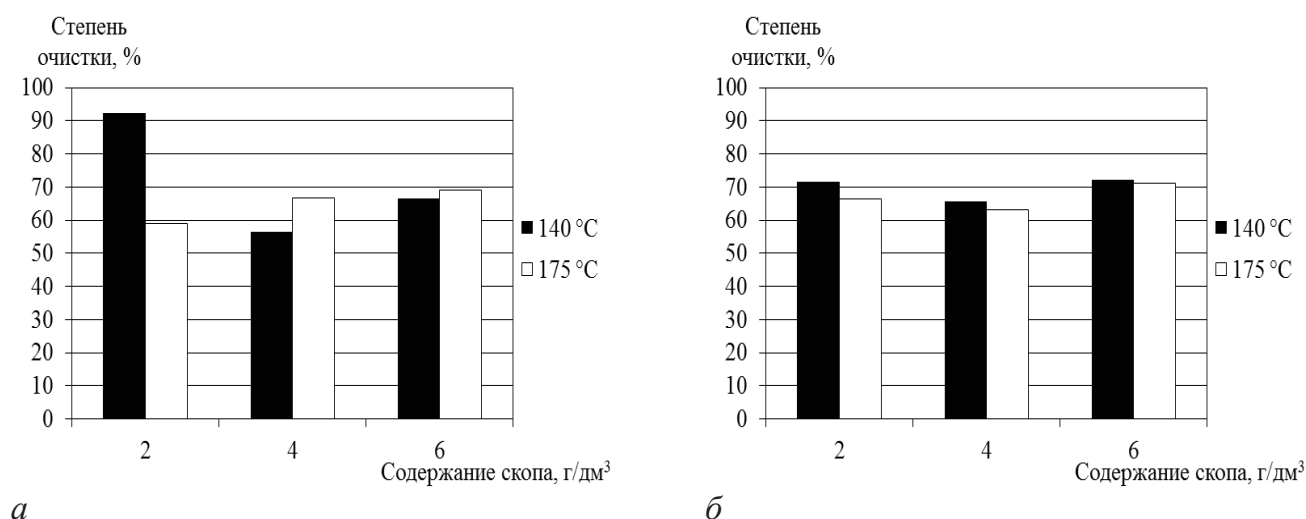 Степень
очистки, %
100
90
80
70
60
50
40
30
20
10
0
2 4 6
Содержание скопа, г/дм³
140 °C
175 °C
а
Степень
очистки, %
100
90
80
70
60
50
40
30
20
10
0
2 4 6
Содержание скопа, г/дм³
140 °C
175 °C
б